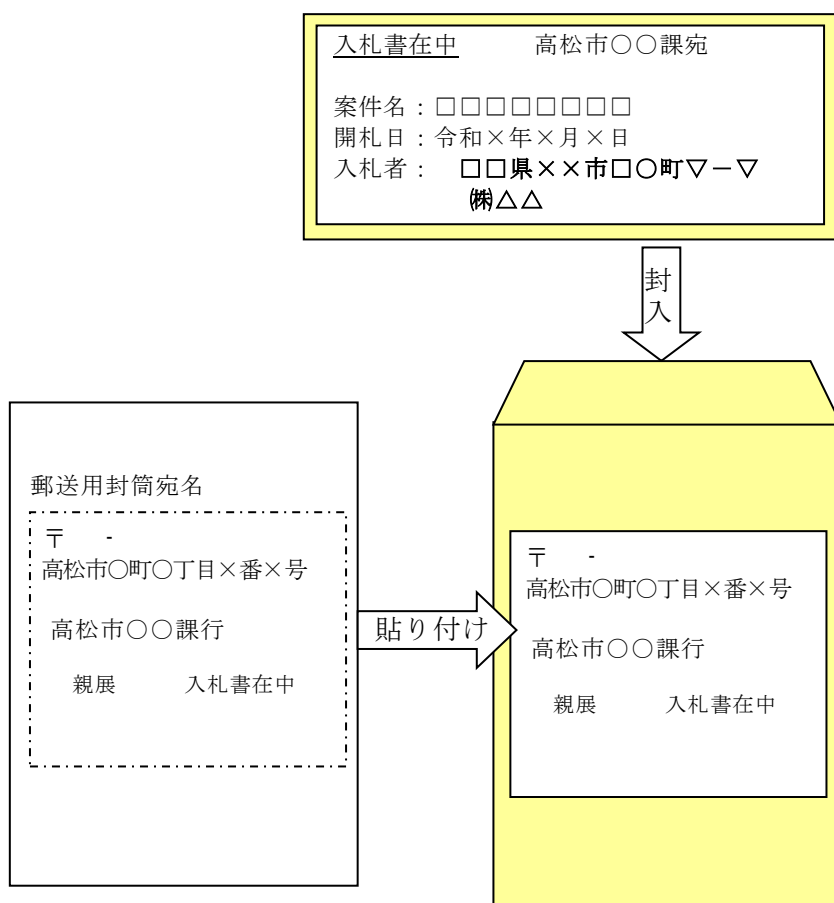 入札書在中　　　高松市○○課宛
案件名：□□□□□□□□
開札日：令和×年×月×日
入札者：　□□県××市□○町▽－▽
㈱△△
封入
郵送用封筒宛名
〒　　-
高松市○町○丁目×番×号
高松市○○課行
親展　　　入札書在中
貼り付け
〒　　-
高松市○町○丁目×番×号
高松市○○課行
親展　　　入札書在中